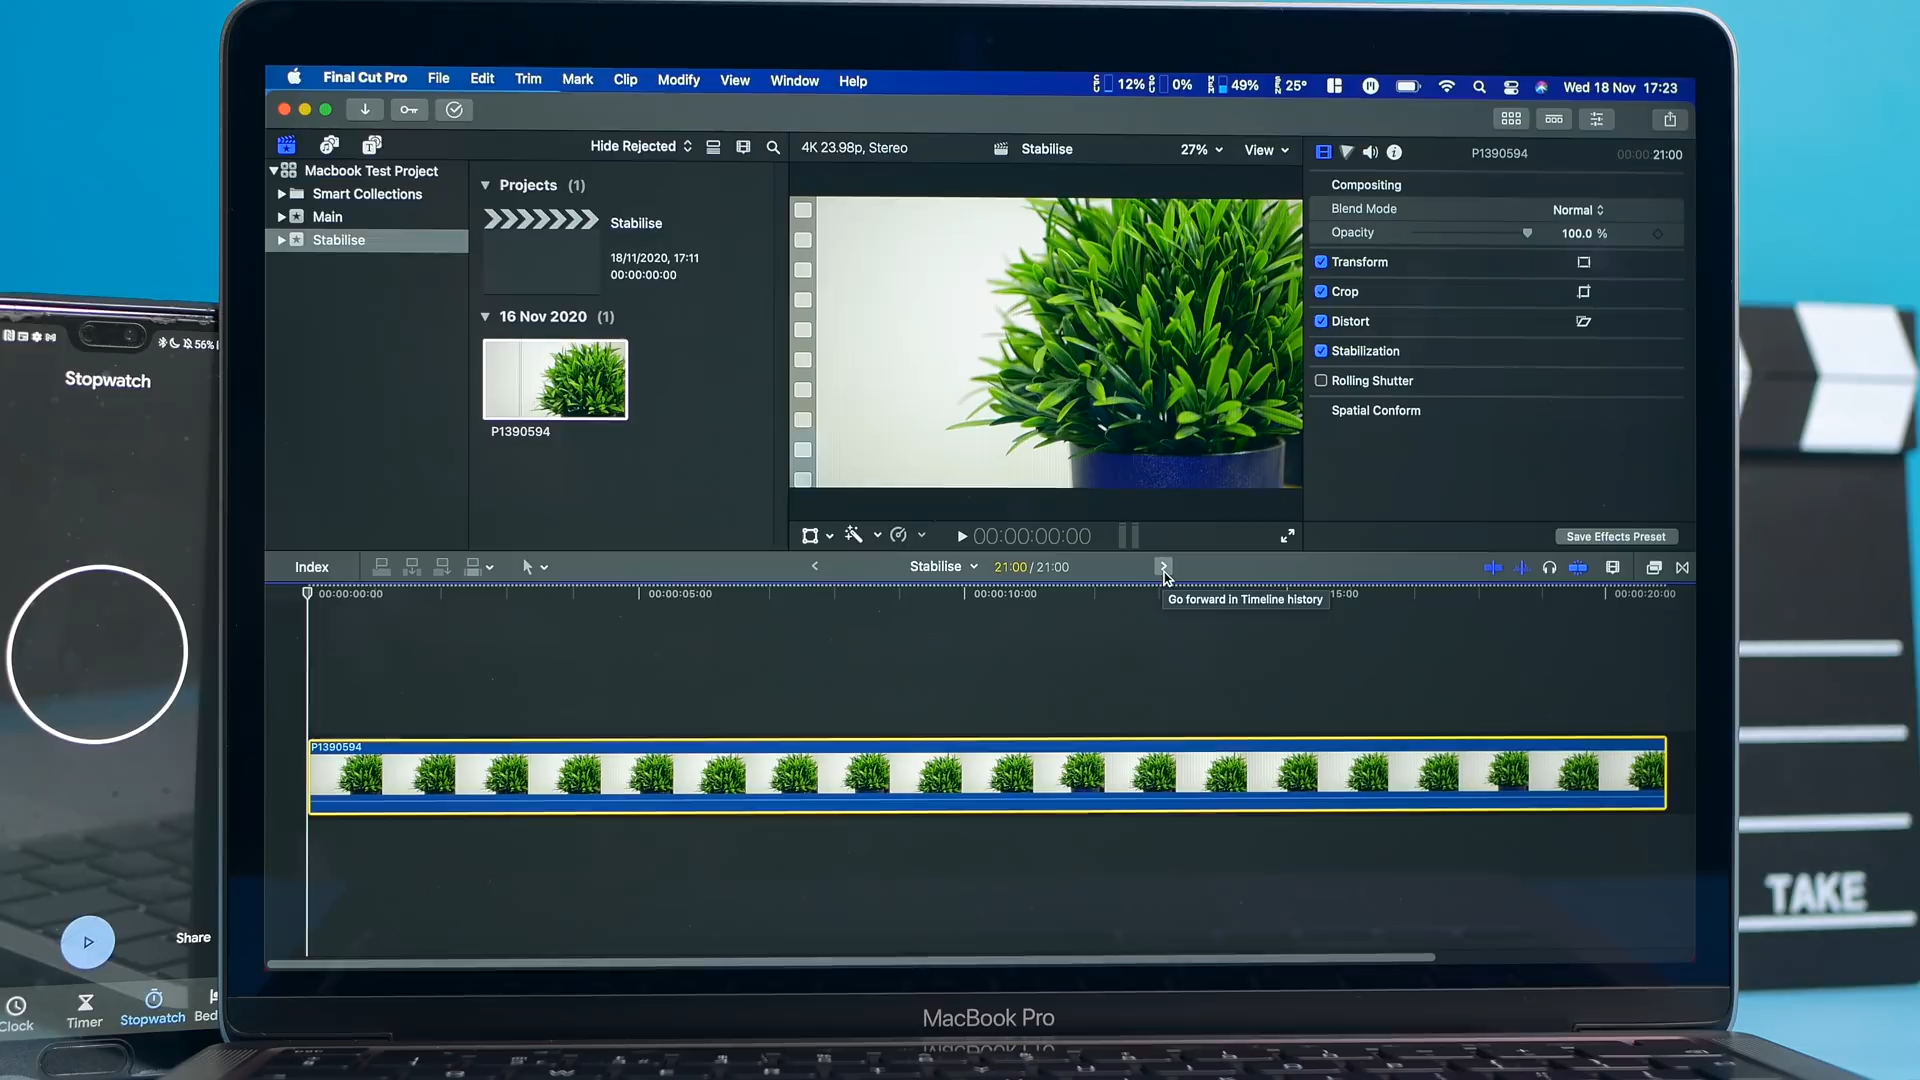 Final Cut Pro File Edit Trim Mark Clip Modify View Window Help
12% 0% 49% 25° Wed 18 Nov 17:23
Hide Rejected
4K 23.98p, Stereo
Stabilise
27%
View
P1390594
00:00:21:00
Macbook Test Project
Smart Collections
Main
Stabilise
Projects (1)
Stabilise
18/11/2020, 17:11
00:00:00:00
16 Nov 2020 (1)
P1390594
Compositing
Blend Mode
Normal
Opacity
100.0 %
Transform
Crop
Distort
Stabilization
Rolling Shutter
Spatial Conform
Save Effects Preset
00:00:00:00
Index
Stabilise
21:00 / 21:00
Go forward in Timeline history
00:00:00:00
00:00:05:00
00:00:10:00
15:00
00:00:20:00
P1390594
MacBook Pro
56%
Stopwatch
Share
Clock
Timer
Stopwatch
Bed
TAKE